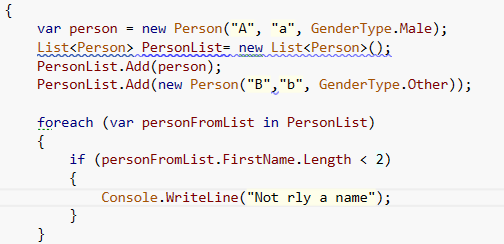 {
var person = new Person("A", "a", GenderType.Male);
List<Person> PersonList= new List<Person>();
PersonList.Add(person);
PersonList.Add(new Person("B","b", GenderType.Other));
foreach (var personFromList in PersonList)
{
if (personFromList.FirstName.Length < 2)
{
Console.WriteLine("Not rly a name");
}
}